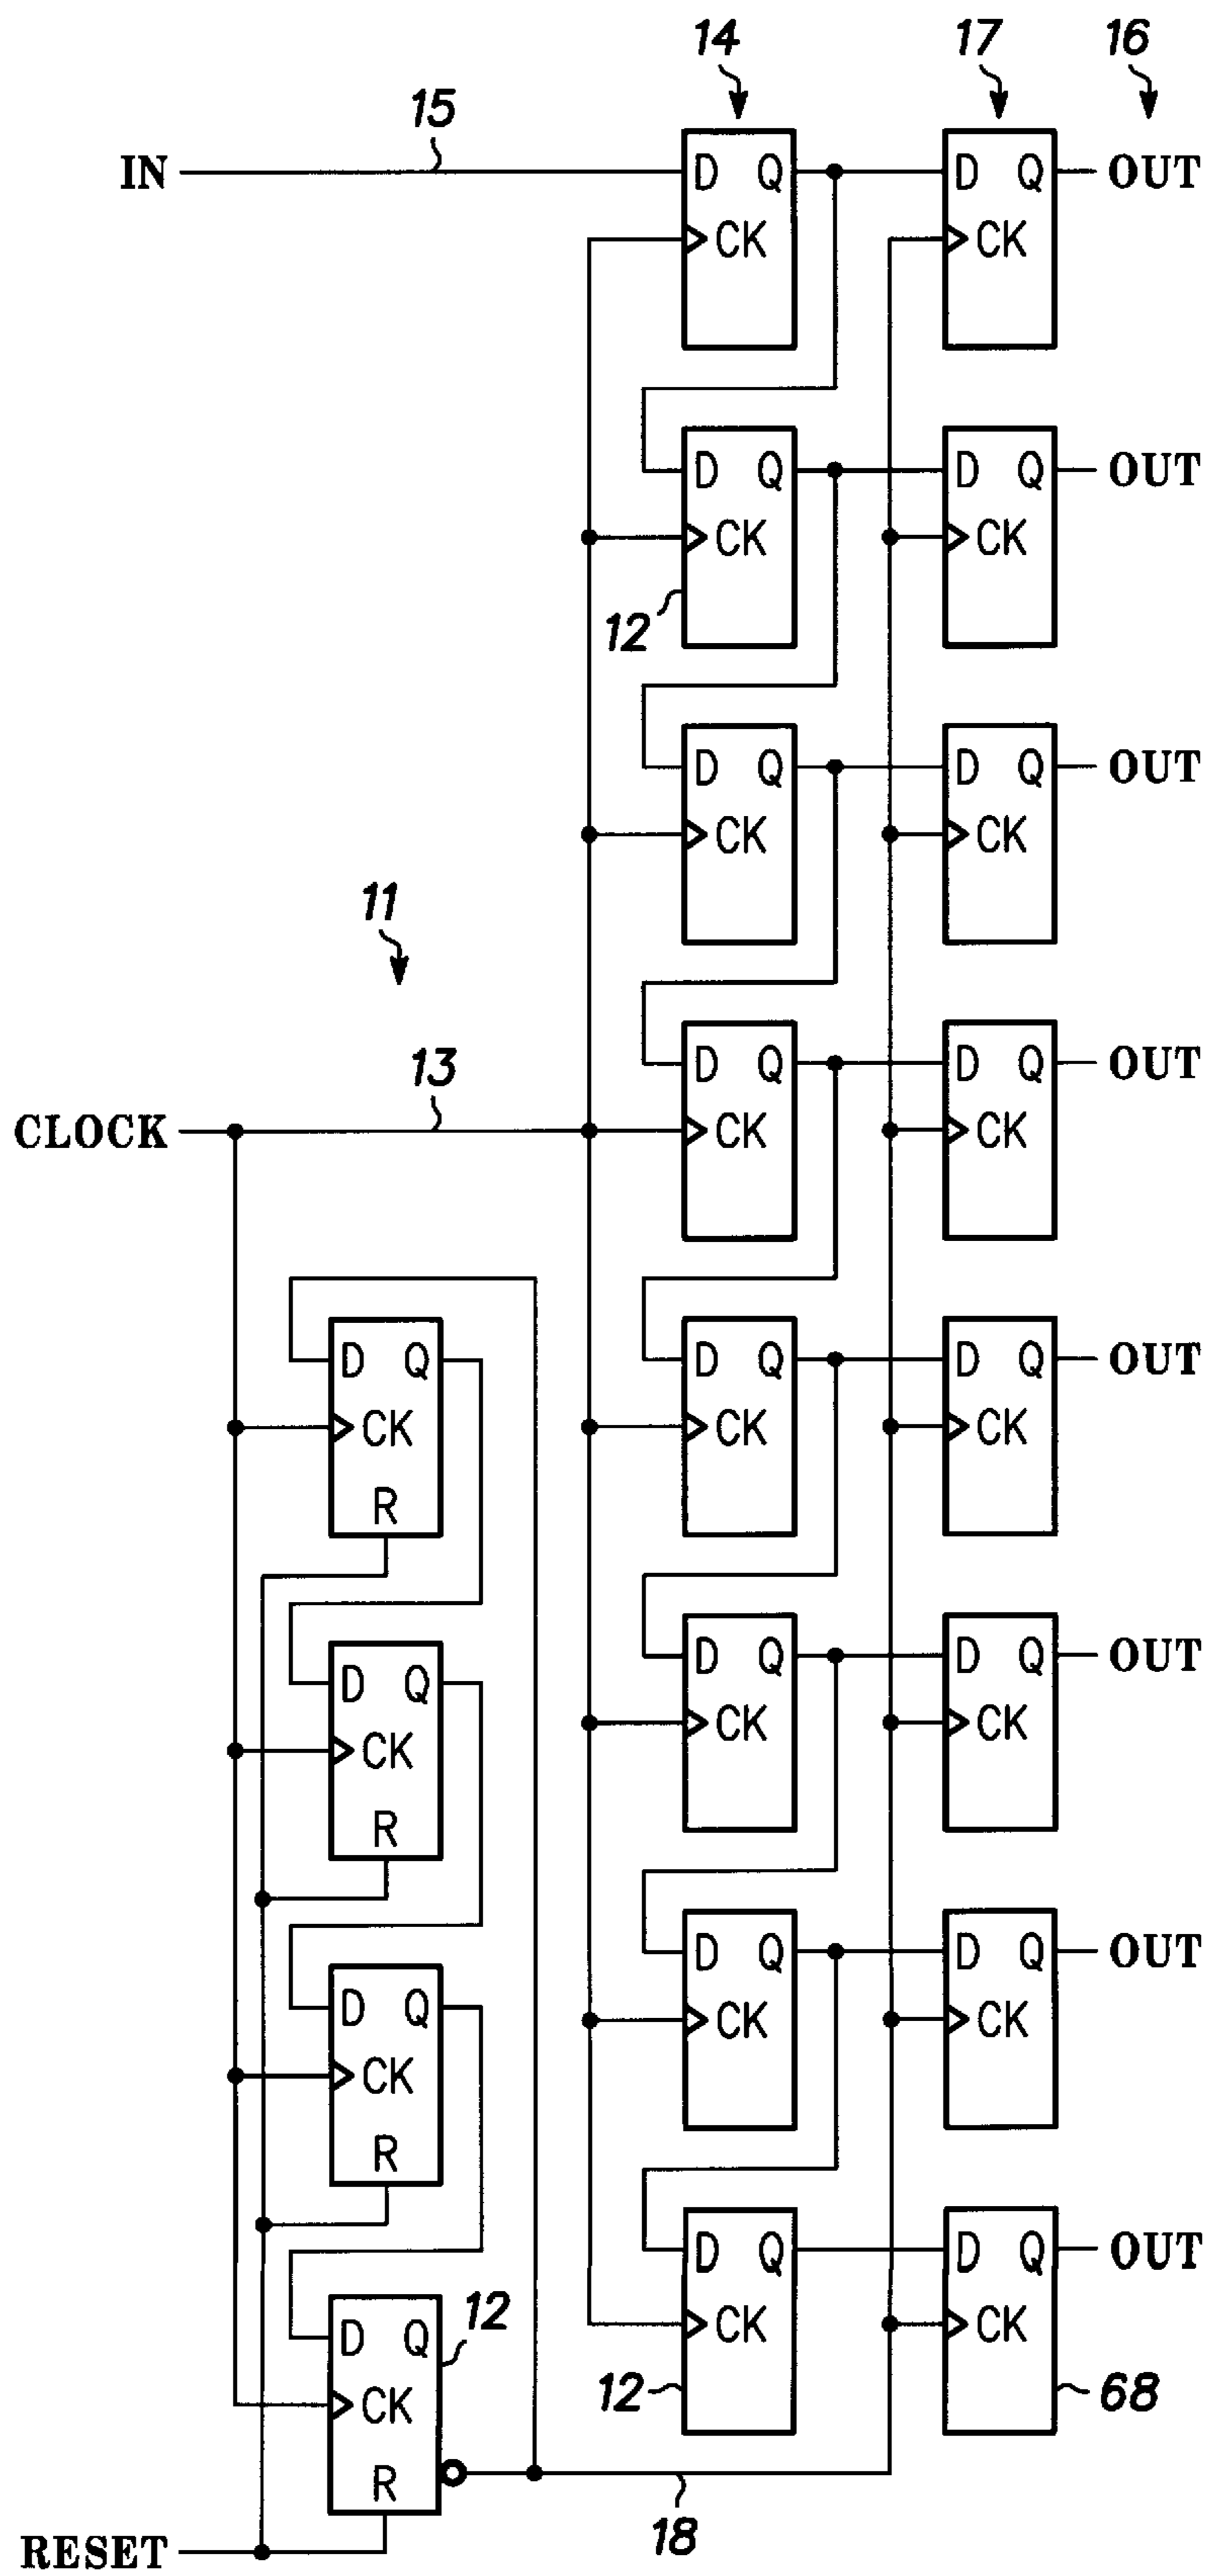 14 17 16
15
IN D Q D Q OUT
CK CK
D Q D Q OUT
CK CK
12
D Q D Q OUT
CK CK
11
13
D Q D Q OUT
CLOCK CK CK
D Q D Q D Q OUT
CK CK CK
R
D Q D Q D Q OUT
CK CK CK
R
D Q D Q OUT
D Q
CK CK CK
R
D Q D Q OUT
12
D Q CK CK
CK 12 68
R
18
RESET